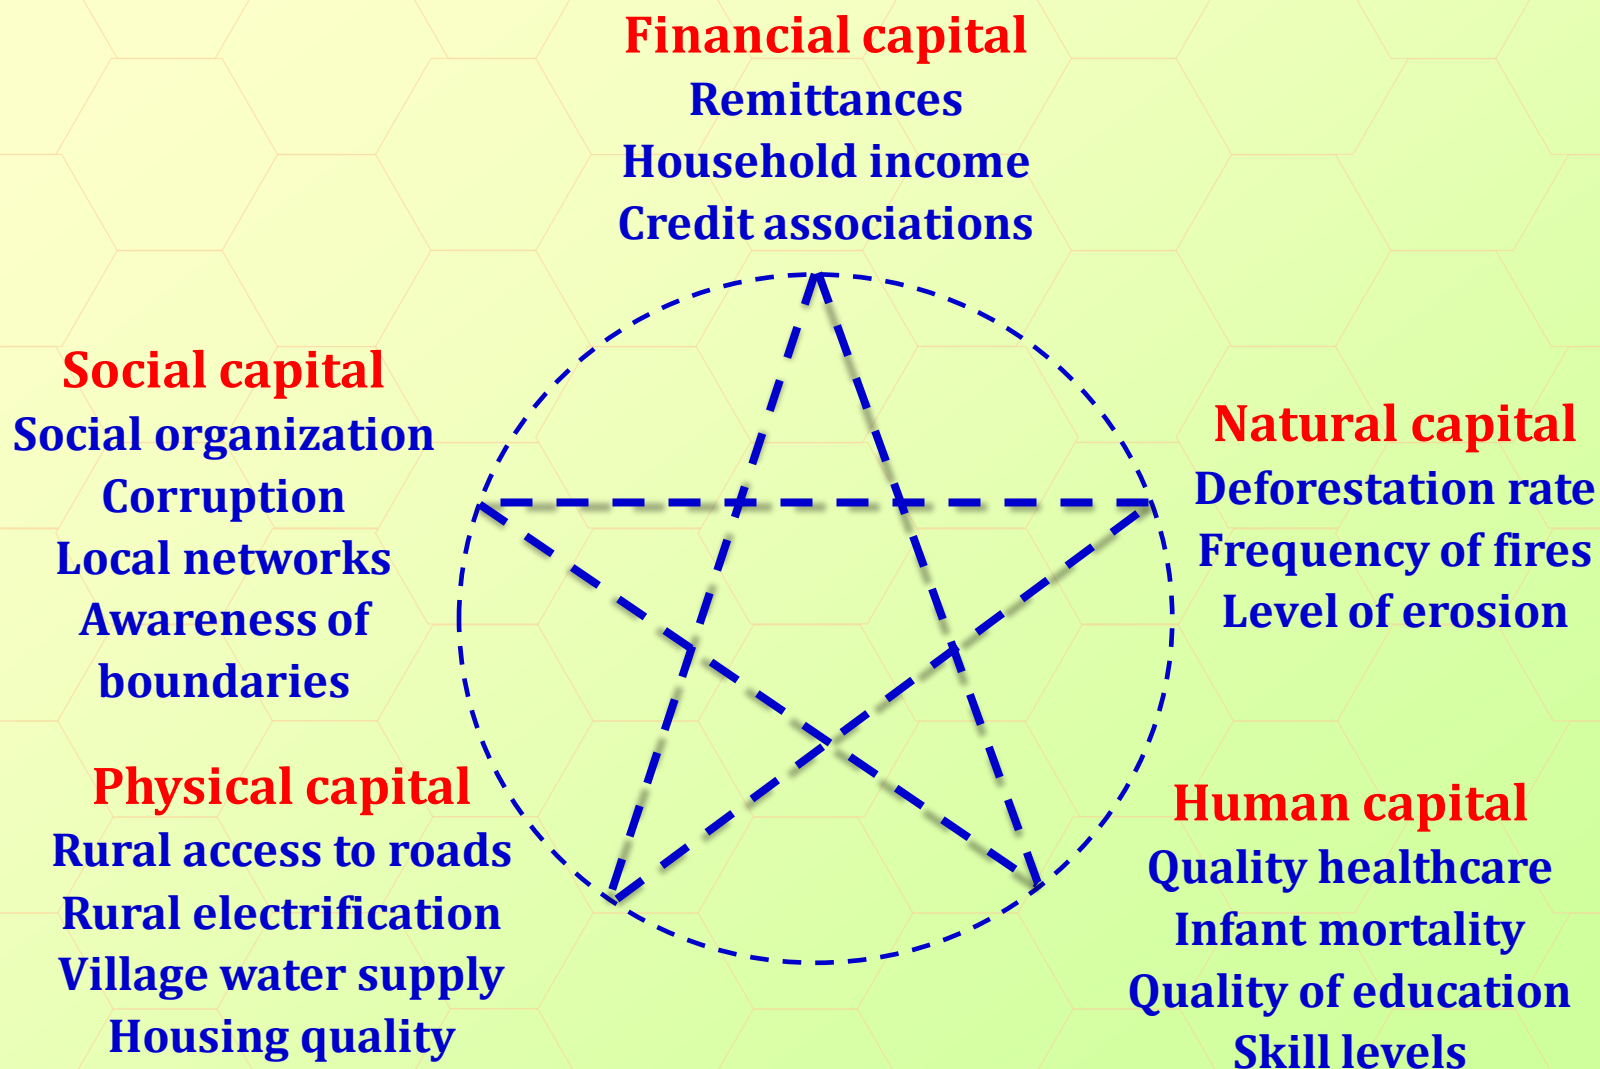 Financial capital
Remittances
Household income
Credit associations
Social capital
Social organization
Corruption
Local networks
Awareness of
boundaries
Natural capital
Deforestation rate
Frequency of fires
Level of erosion
Physical capital
Rural access to roads
Rural electrification
Village water supply
Housing quality
Human capital
Quality healthcare
Infant mortality
Quality of education
Skill levels